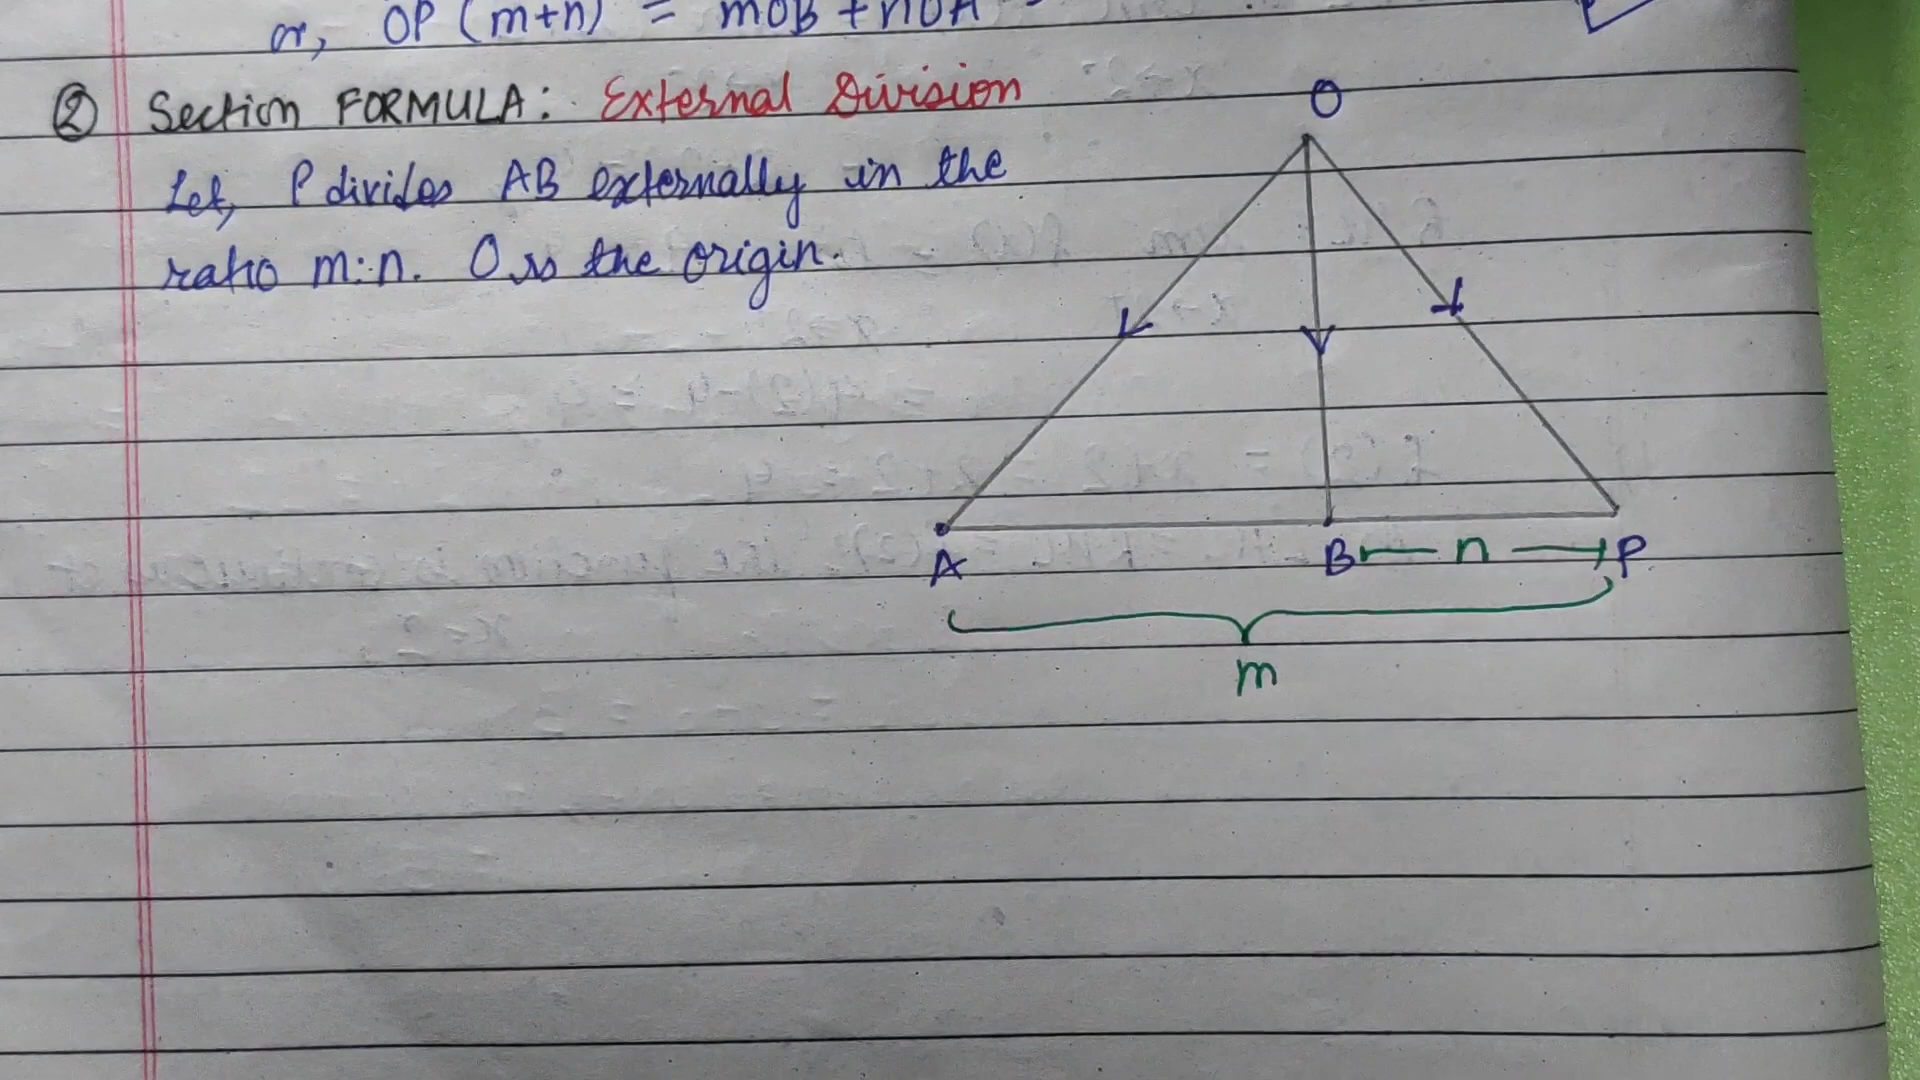 or, OP (m+n) = mOB + nOA
② Section FORMULA: External Division
Let, P divides AB externally in the
ratio m:n. O is the origin.
O
A
B n P
m